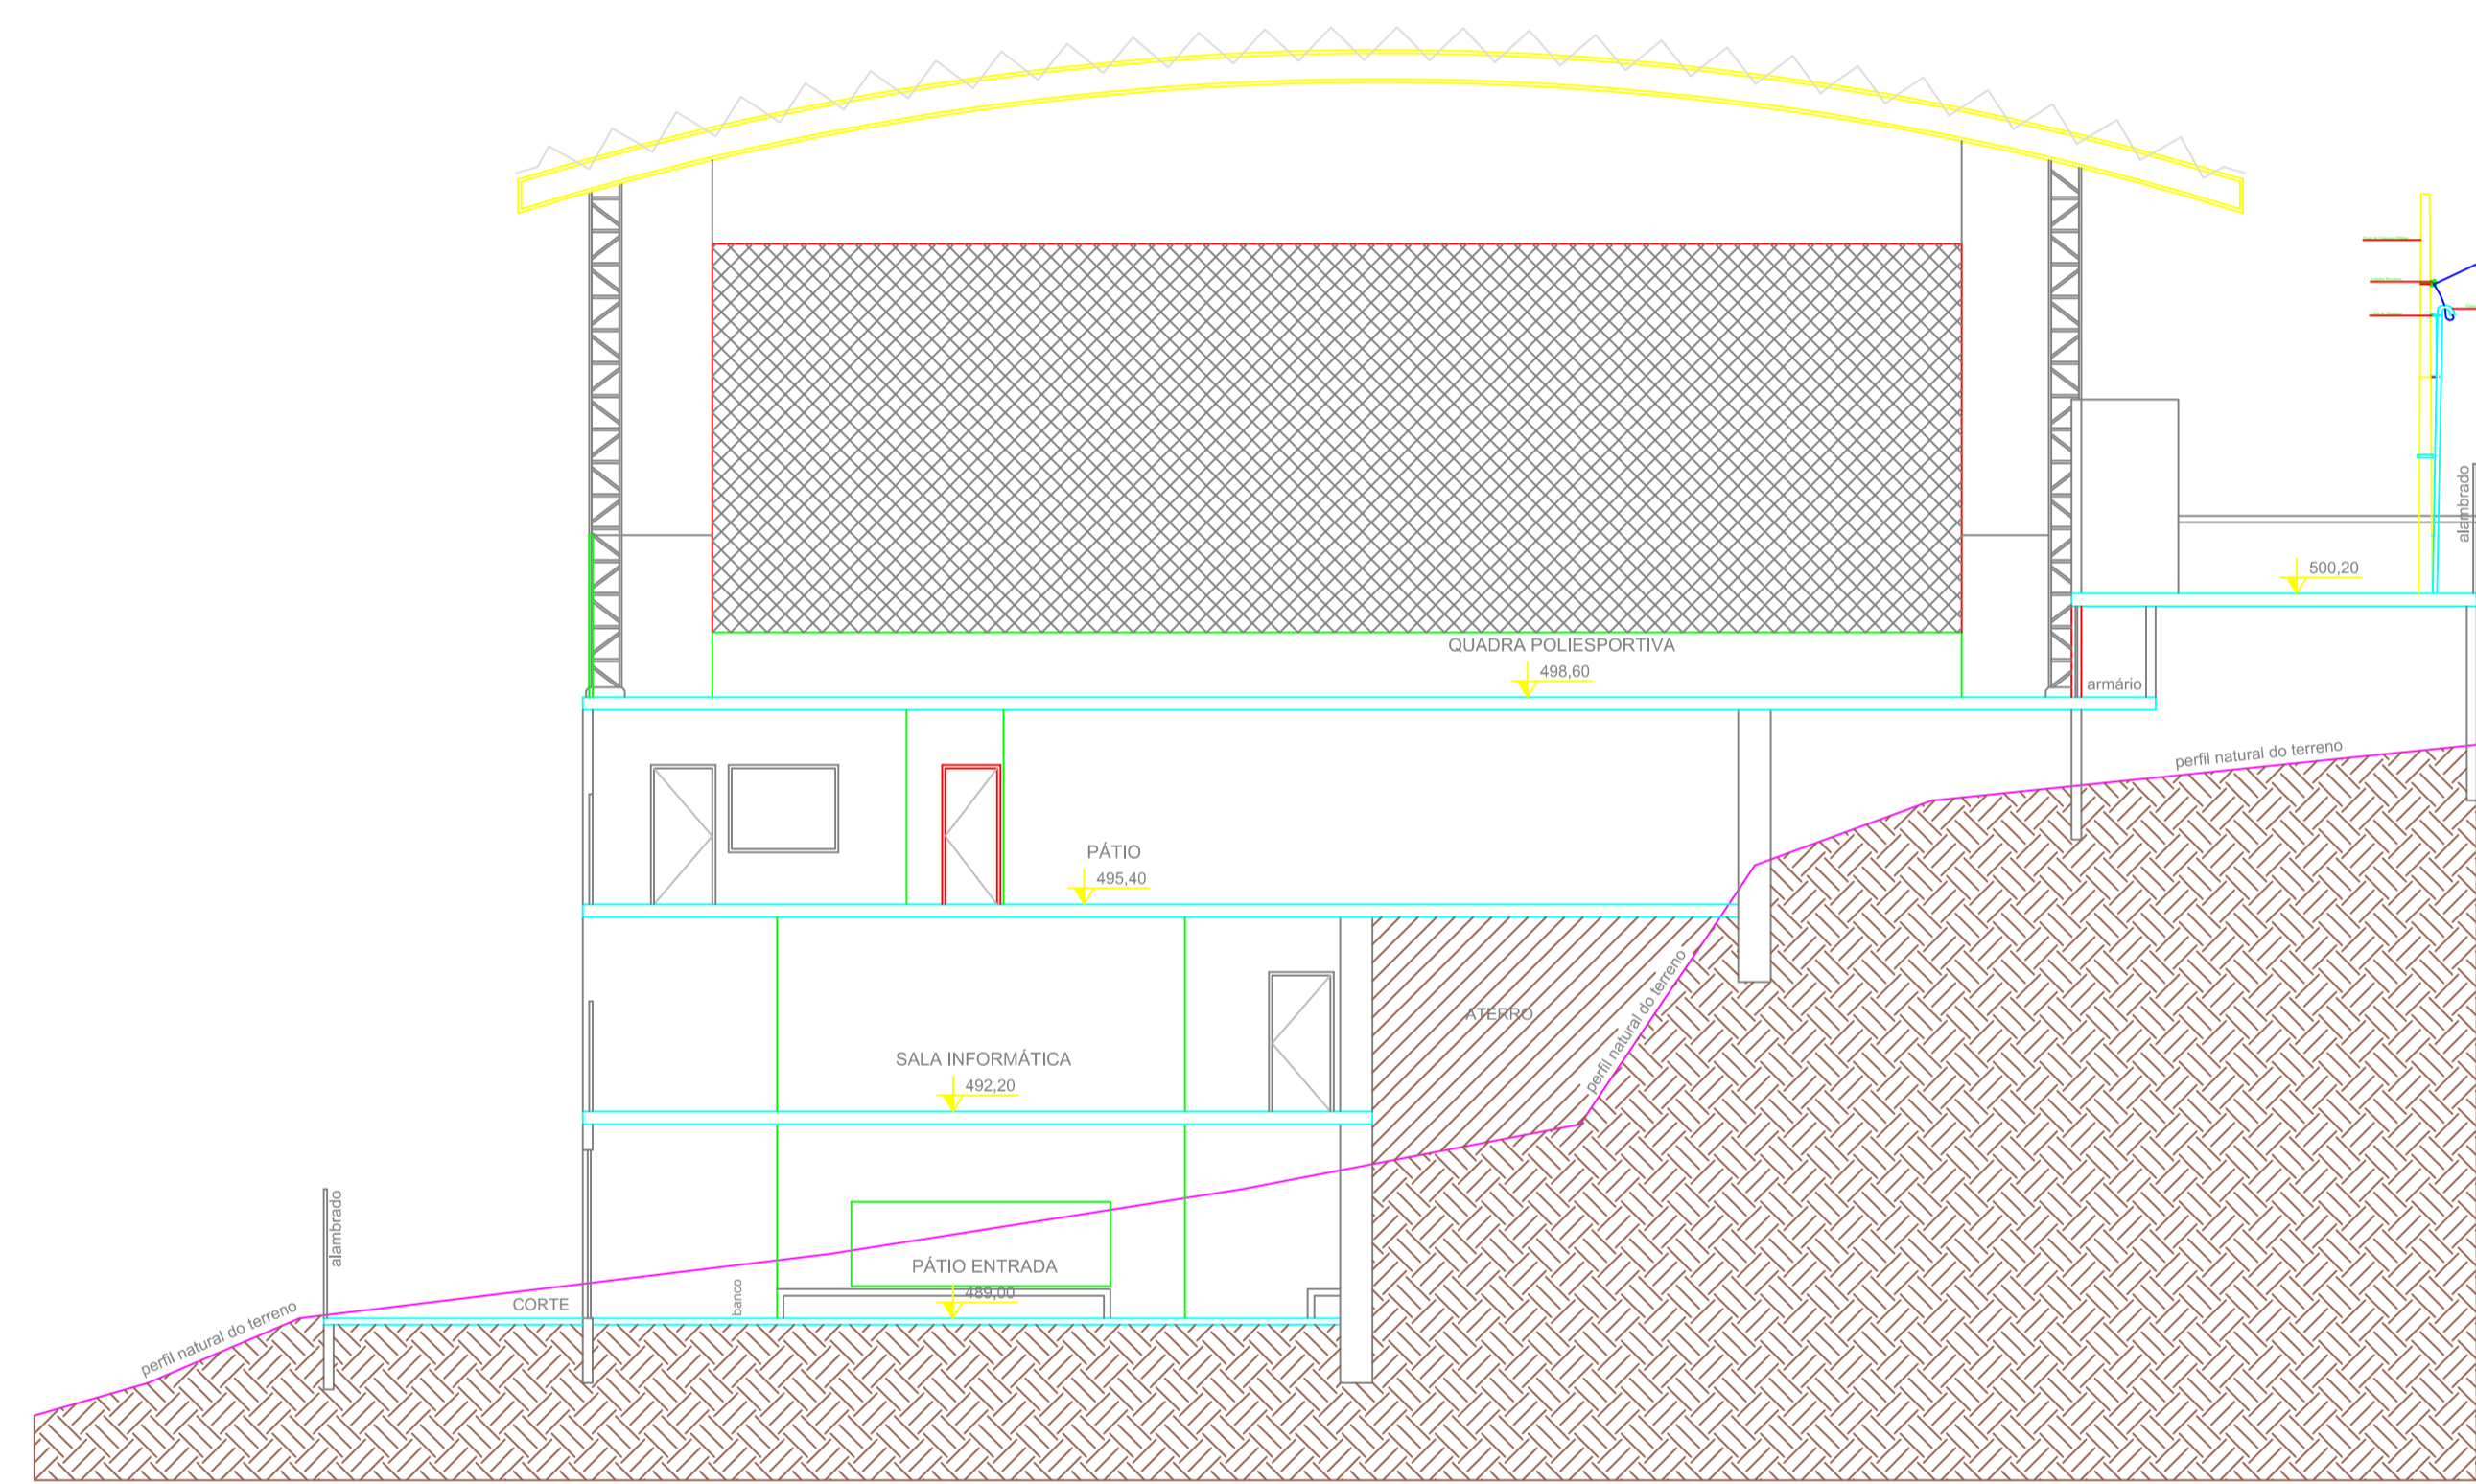 alambrado
500,20
QUADRA POLIESPORTIVA
498,60
armário
perfil natural do terreno
PÁTIO
495,40
ATERRO
perfil natural do terreno
SALA INFORMÁTICA
492,20
alambrado
PÁTIO ENTRADA
489,00
banco
CORTE
perfil natural do terreno